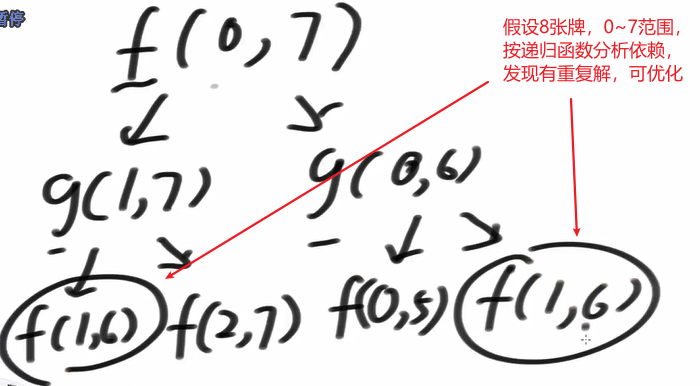 暂停
f(0,7)
假设8张牌，0~7范围，
按递归函数分析依赖，
发现有重复解，可优化
g(1,7) g(0,6)
f(1,6) f(2,7) f(0,5) f(1,6)